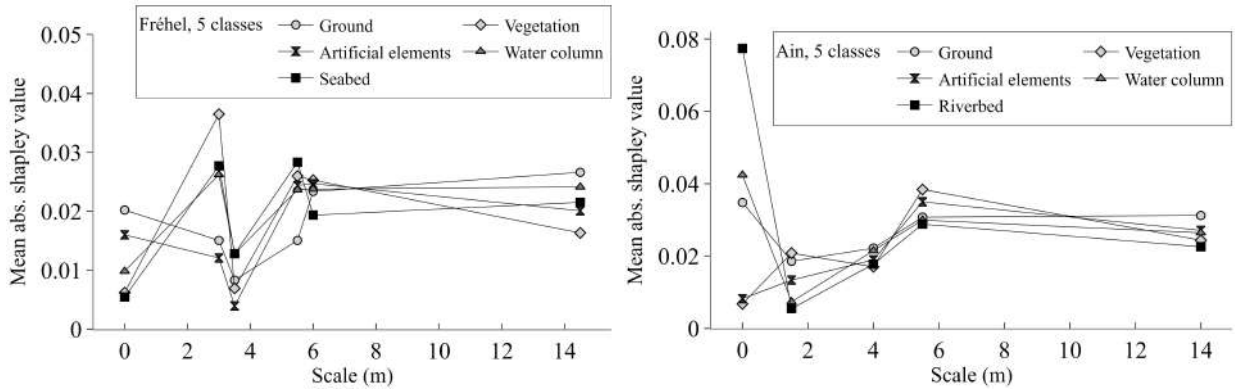 Fréhel, 5 classes
Ground
Vegetation
Artificial elements
Water column
Seabed
Mean abs. shapley value
0.05
0.04
0.03
0.02
0.01
0
0 2 4 6 8 10 12 14
Scale (m)
Ain, 5 classes
Ground
Vegetation
Artificial elements
Water column
Riverbed
Mean abs. shapley value
0.08
0.06
0.04
0.02
0
0 2 4 6 8 10 12 14
Scale (m)